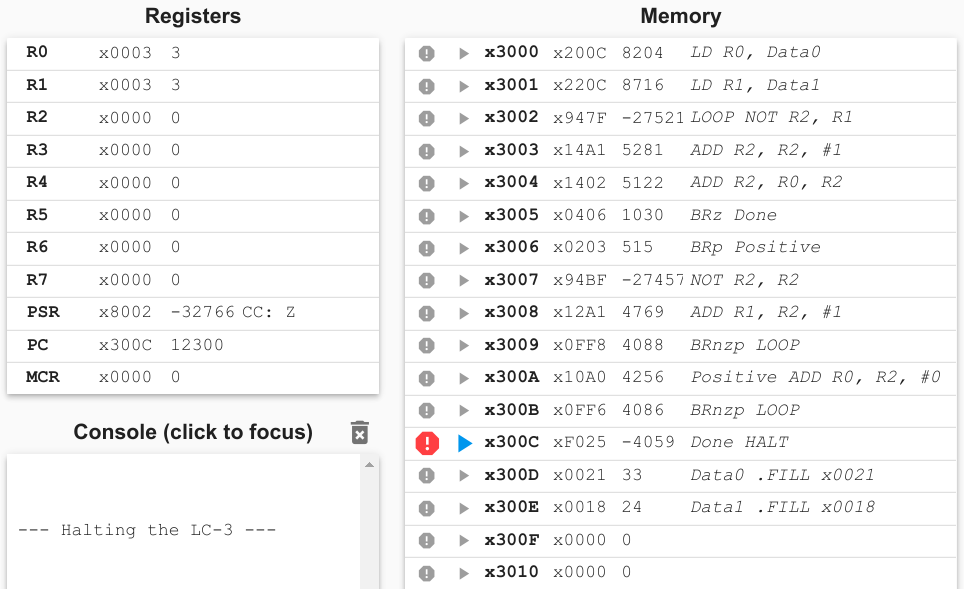 Registers
R0 x0003 3
R1 x0003 3
R2 x0000 0
R3 x0000 0
R4 x0000 0
R5 x0000 0
R6 x0000 0
R7 x0000 0
PSR x8002 -32766 CC: Z
PC x300C 12300
MCR x0000 0
Console (click to focus)
--- Halting the LC-3 ---
Memory
x3000 x200C 8204 LD R0, Data0
x3001 x220C 8716 LD R1, Data1
x3002 x947F -27521 LOOP NOT R2, R1
x3003 x14A1 5281 ADD R2, R2, #1
x3004 x1402 5122 ADD R2, R0, R2
x3005 x0406 1030 BRz Done
x3006 x0203 515 BRp Positive
x3007 x94BF -27457 NOT R2, R2
x3008 x12A1 4769 ADD R1, R2, #1
x3009 x0FF8 4088 BRnzp LOOP
x300A x10A0 4256 Positive ADD R0, R2, #0
x300B x0FF6 4086 BRnzp LOOP
x300C xF025 -4059 Done HALT
x300D x0021 33 Data0 .FILL x0021
x300E x0018 24 Data1 .FILL x0018
x300F x0000 0
x3010 x0000 0